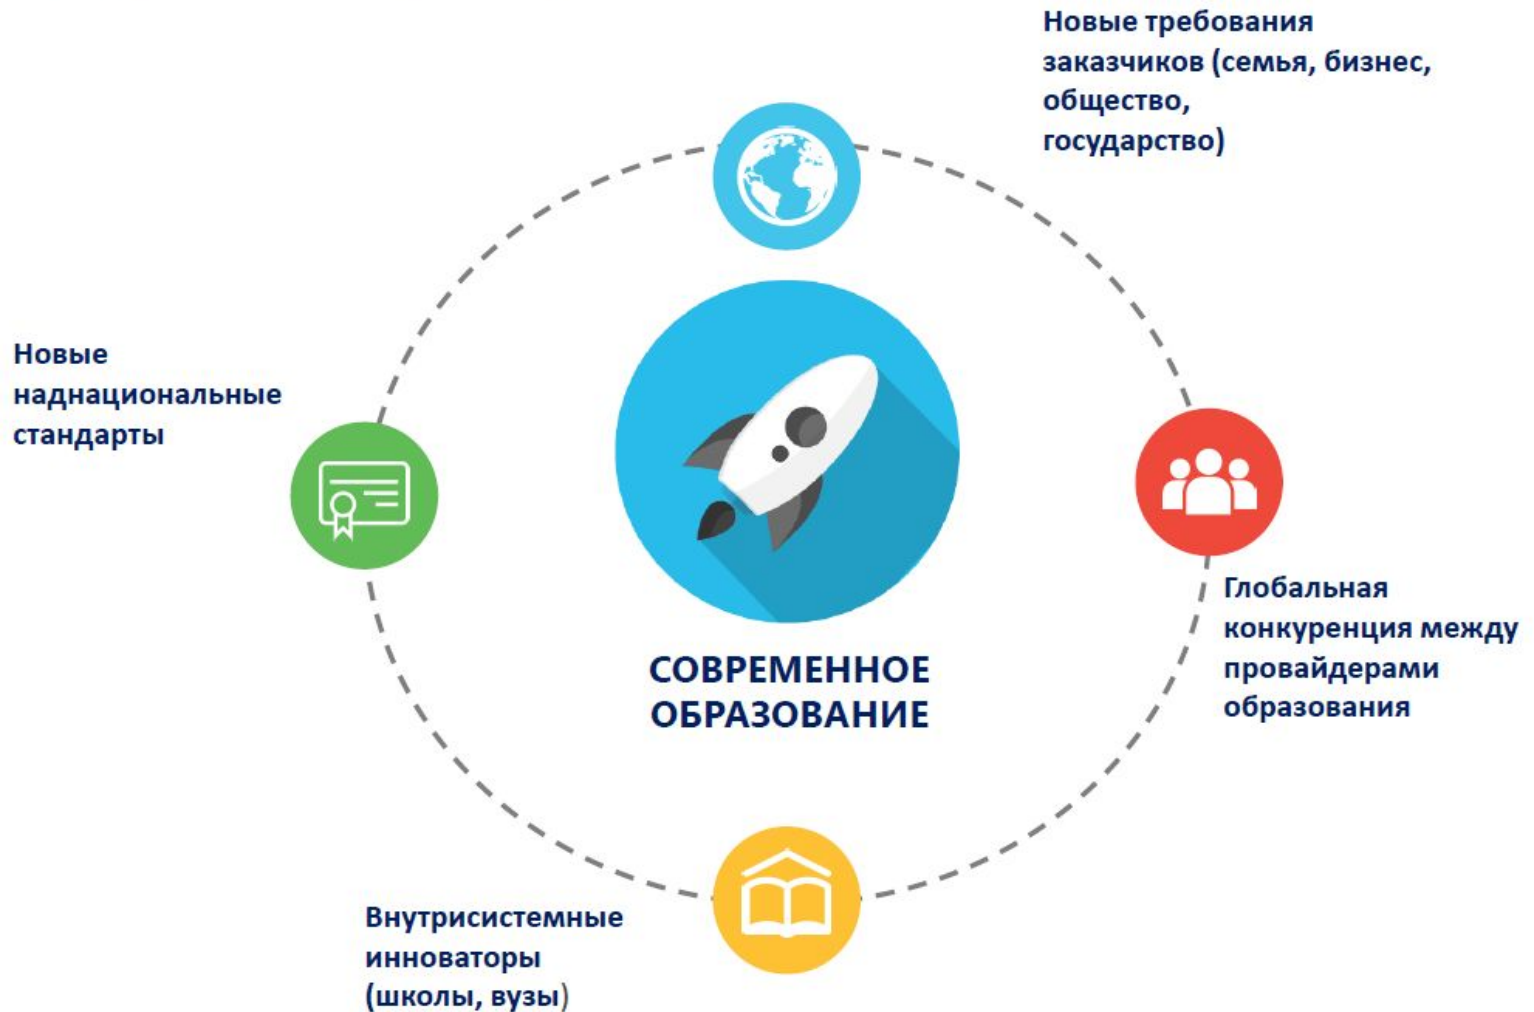 Новые требования
заказчиков (семья, бизнес,
общество,
государство)
Новые
наднациональные
стандарты
Глобальная
конкуренция между
провайдерами
образования
СОВРЕМЕННОЕ
ОБРАЗОВАНИЕ
Внутрисистемные
инноваторы
(школы, вузы)